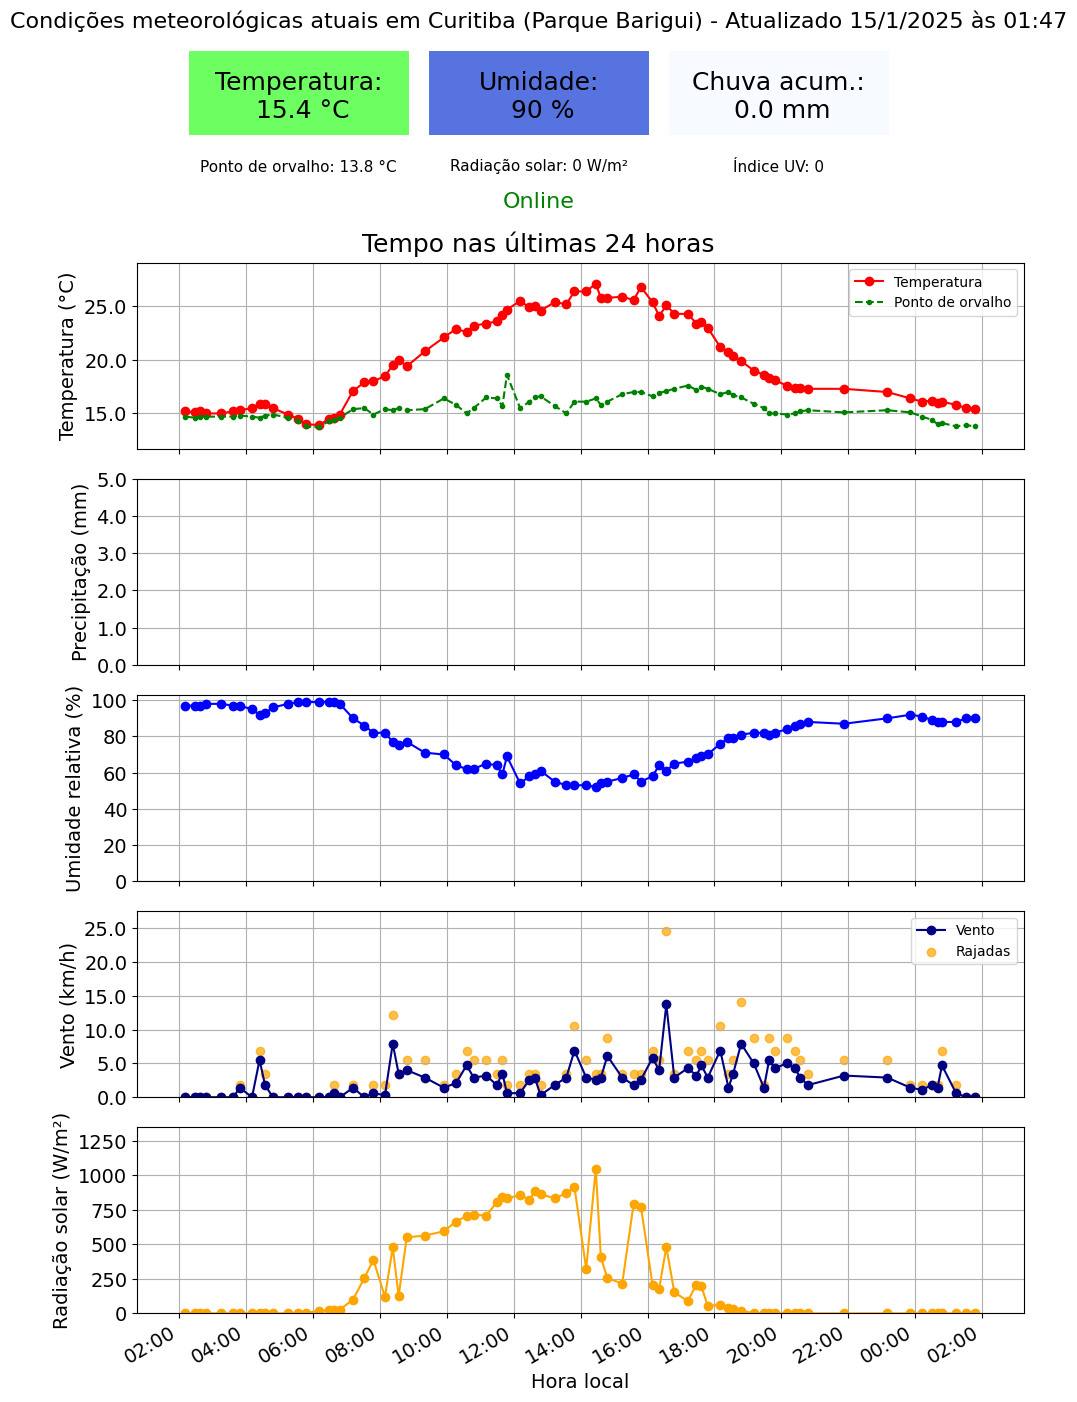 Condições meteorológicas atuais em Curitiba (Parque Barigui) - Atualizado 15/1/2025 às 01:47
Temperatura:
15.4 °C
Umidade:
90 %
Chuva acum.:
0.0 mm
Ponto de orvalho: 13.8 °C
Radiação solar: 0 W/m²
Índice UV: 0
Online
Tempo nas últimas 24 horas
Temperatura (°C)
25.0
20.0
15.0
Temperatura
Ponto de orvalho
Precipitação (mm)
5.0
4.0
3.0
2.0
1.0
0.0
Umidade relativa (%)
100
80
60
40
20
0
Vento (km/h)
25.0
20.0
15.0
10.0
5.0
0.0
Vento
Rajadas
Radiação solar (W/m²)
1250
1000
750
500
250
0
02:00
04:00
06:00
08:00
10:00
12:00
14:00
16:00
18:00
20:00
22:00
00:00
02:00
Hora local